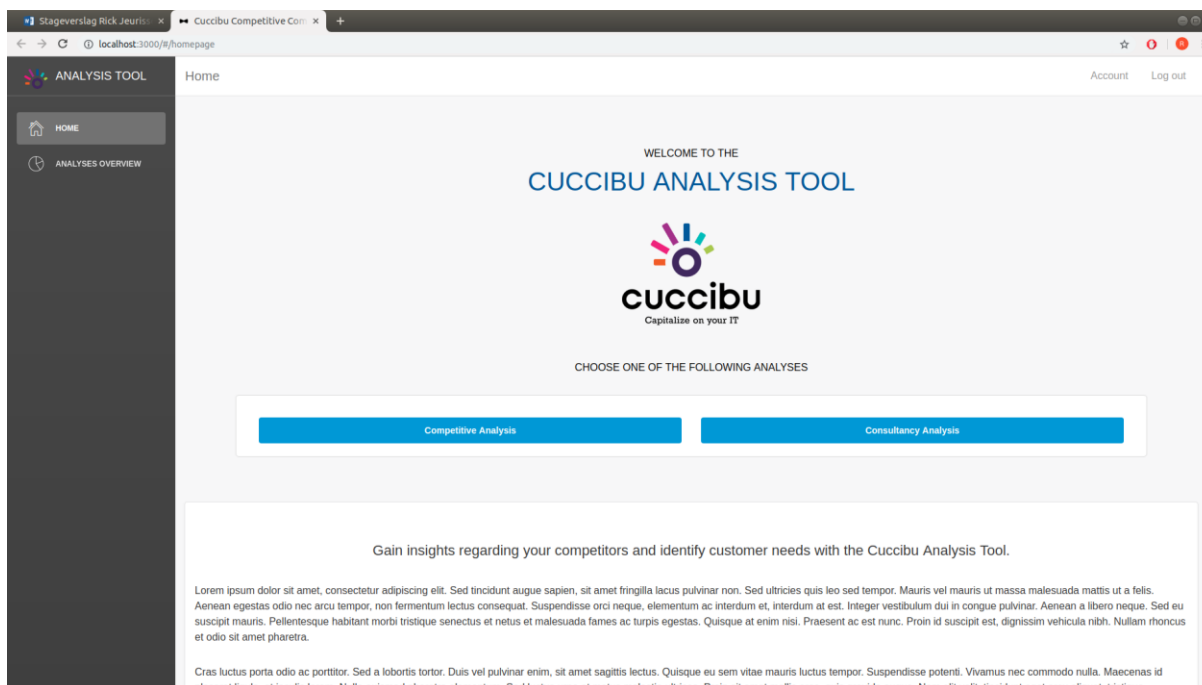 Stageverslag Rick Jeuris
Cuccibu Competitive Com
localhost:3000/#/homepage
ANALYSIS TOOL
Home
Account
Log out
HOME
ANALYSES OVERVIEW
WELCOME TO THE
CUCCIBU ANALYSIS TOOL
cuccibu
Capitalize on your IT
CHOOSE ONE OF THE FOLLOWING ANALYSES
Competitive Analysis
Consultancy Analysis
Gain insights regarding your competitors and identify customer needs with the Cuccibu Analysis Tool.
Lorem ipsum dolor sit amet, consectetur adipiscing elit. Sed tincidunt augue sapien, sit amet fringilla lacus pulvinar non. Sed ultricies quis leo sed tempor. Mauris vel mauris ut massa malesuada mattis ut a felis.
Aenean egestas odio nec arcu tempor, non fermentum lectus consequat. Suspendisse orci neque, elementum ac interdum et, interdum at est. Integer vestibulum dui in congue pulvinar. Aenean a libero neque. Sed eu
suscipit mauris. Pellentesque habitant morbi tristique senectus et netus et malesuada fames ac turpis egestas. Quisque at enim nisi. Praesent ac est nunc. Proin id suscipit est, dignissim vehicula nibh. Nullam rhoncus
et odio sit amet pharetra.
Cras luctus porta odio ac porttitor. Sed a lobortis tortor. Duis vel pulvinar enim, sit amet sagittis lectus. Quisque eu sem vitae mauris luctus tempor. Suspendisse potenti. Vivamus nec commodo nulla. Maecenas id